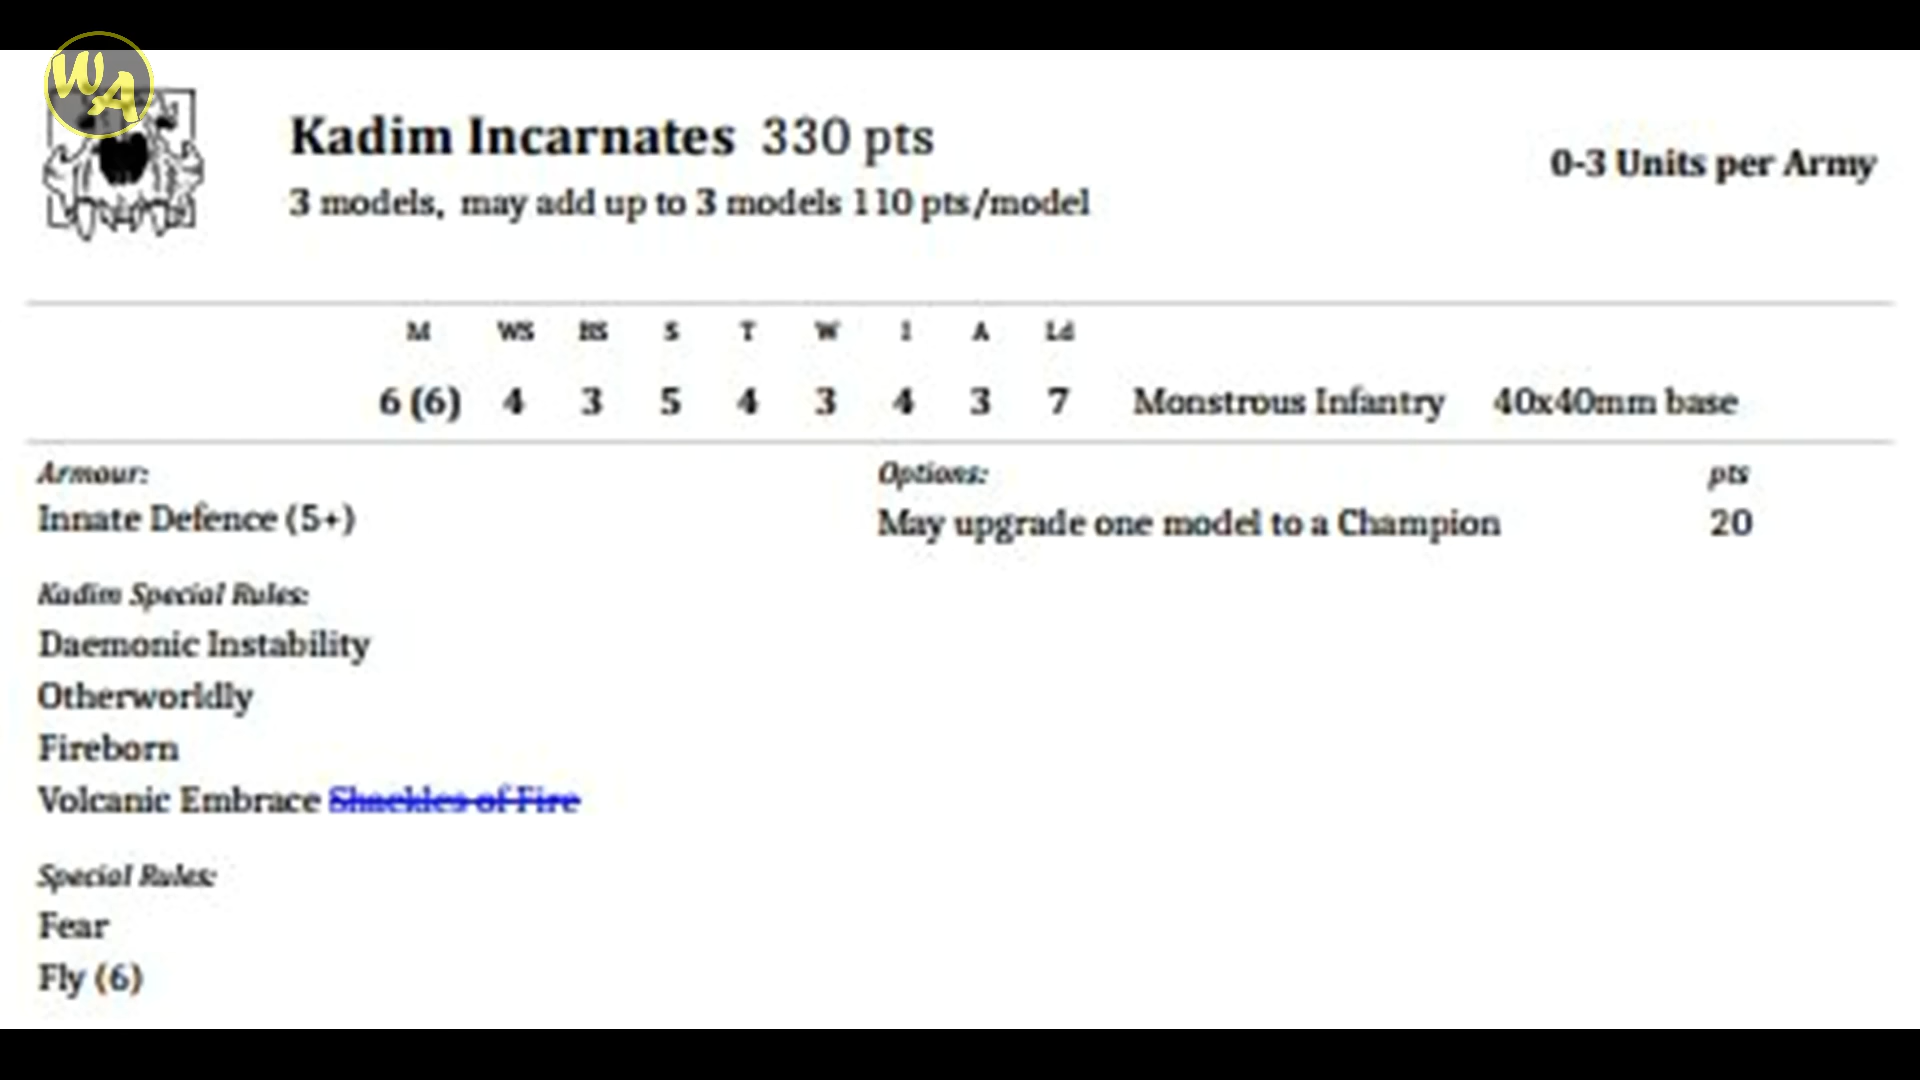 WA
Kadim Incarnates 330 pts
0-3 Units per Army
3 models, may add up to 3 models 110 pts/model
M WS BS S T W I A Ld
6 (6) 4 3 5 4 3 4 3 7 Monstrous Infantry 40x40mm base
Armour:
Innate Defence (5+)
Options: pts
May upgrade one model to a Champion 20
Kadim Special Rules:
Daemonic Instability
Otherworldly
Fireborn
Volcanic Embrace Shackles of Fire
Special Rules:
Fear
Fly (6)